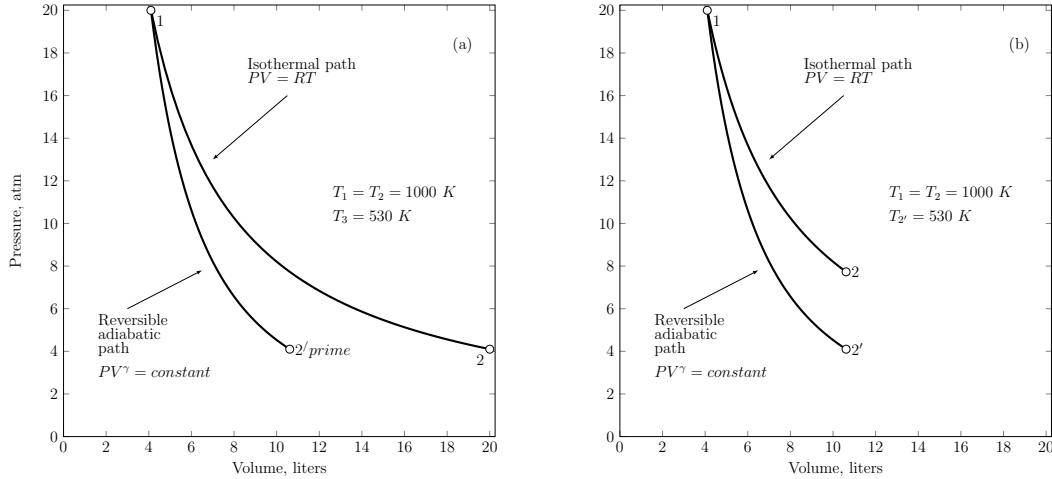 (a)
1
Isothermal path
PV = RT
T₁ = T₂ = 1000 K
T₃ = 530 K
Reversible
adiabatic
path
PV^γ = constant
2′prime
2
Pressure, atm
20
18
16
14
12
10
8
6
4
2
0
0 2 4 6 8 10 12 14 16 18 20
Volume, liters
(b)
1
Isothermal path
PV = RT
T₁ = T₂ = 1000 K
T₂′ = 530 K
2
Reversible
adiabatic
path
PV^γ = constant
2′
20
18
16
14
12
10
8
6
4
2
0
0 2 4 6 8 10 12 14 16 18 20
Volume, liters